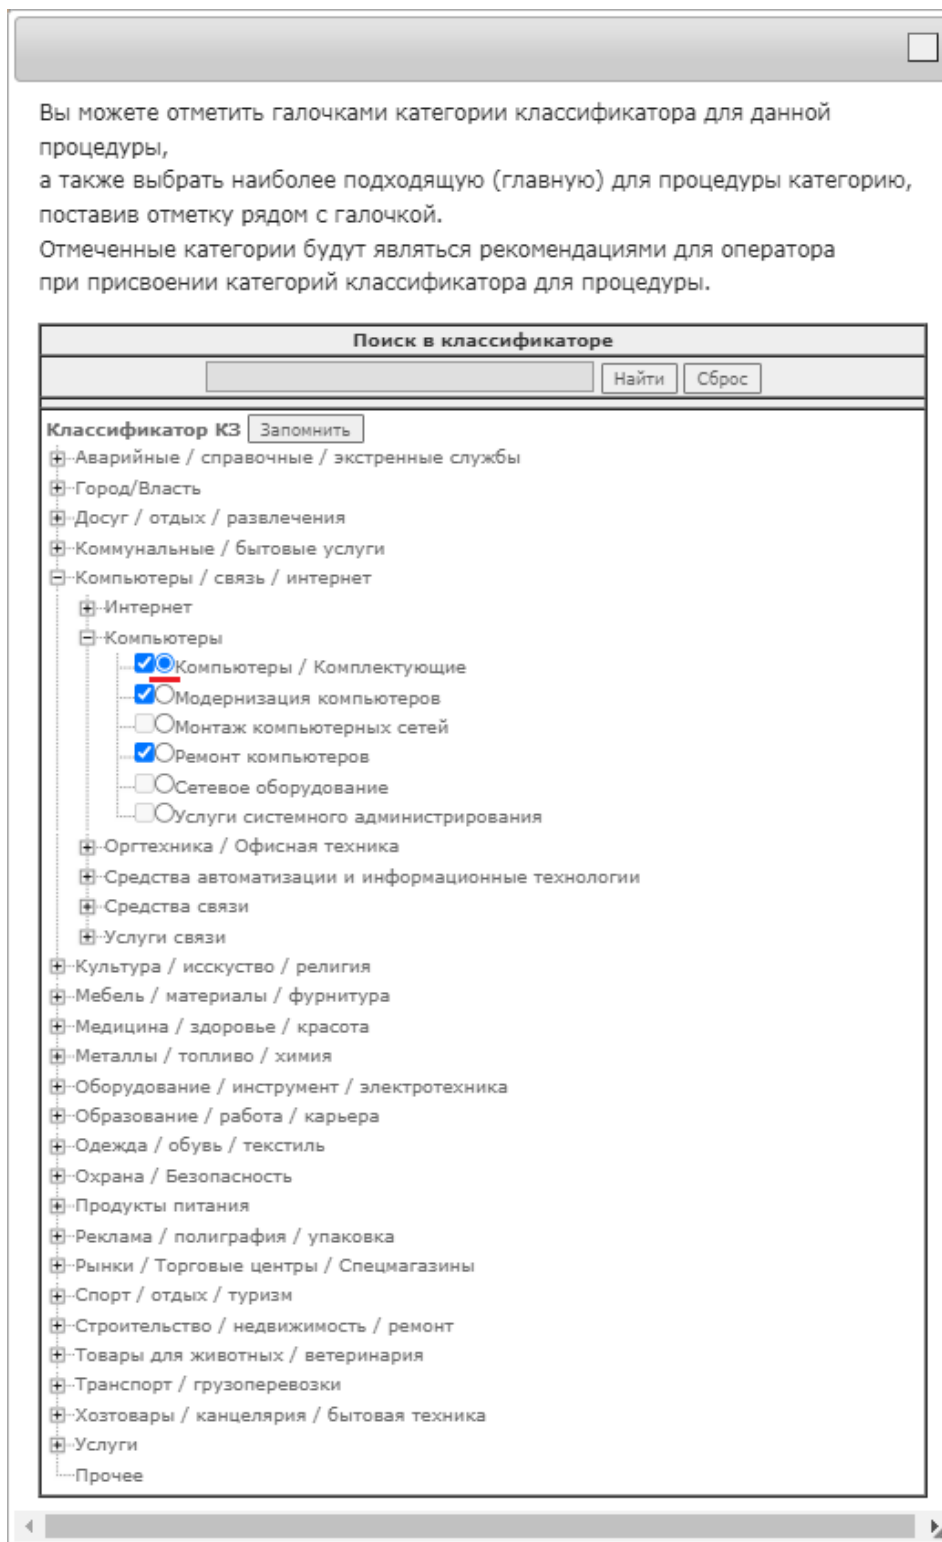 Вы можете отметить галочками категории классификатора для данной
процедуры,
а также выбрать наиболее подходящую (главную) для процедуры категорию,
поставив отметку рядом с галочкой.
Отмеченные категории будут являться рекомендациями для оператора
при присвоении категорий классификатора для процедуры.
Поиск в классификаторе
Найти Сброс
Классификатор КЗ Запомнить
Аварийные / справочные / экстренные службы
Город/Власть
Досуг / отдых / развлечения
Коммунальные / бытовые услуги
Компьютеры / связь / интернет
Интернет
Компьютеры
Компьютеры / Комплектующие
Модернизация компьютеров
Монтаж компьютерных сетей
Ремонт компьютеров
Сетевое оборудование
Услуги системного администрирования
Оргтехника / Офисная техника
Средства автоматизации и информационные технологии
Средства связи
Услуги связи
Культура / исскуство / религия
Мебель / материалы / фурнитура
Медицина / здоровье / красота
Металлы / топливо / химия
Оборудование / инструмент / электротехника
Образование / работа / карьера
Одежда / обувь / текстиль
Охрана / Безопасность
Продукты питания
Реклама / полиграфия / упаковка
Рынки / Торговые центры / Спецмагазины
Спорт / отдых / туризм
Строительство / недвижимость / ремонт
Товары для животных / ветеринария
Транспорт / грузоперевозки
Хозтовары / канцелярия / бытовая техника
Услуги
Прочее